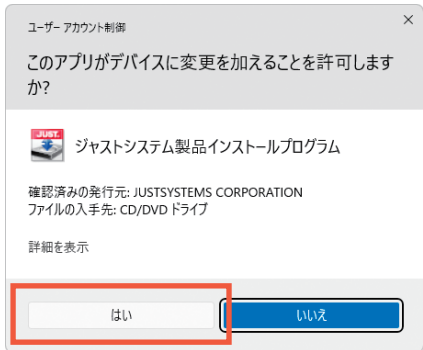 ユーザー アカウント制御
このアプリがデバイスに変更を加えることを許可します
か?
JUST.
ジャストシステム製品インストールプログラム
確認済みの発行元: JUSTSYSTEMS CORPORATION
ファイルの入手先: CD/DVD ドライブ
詳細を表示
はい
いいえ